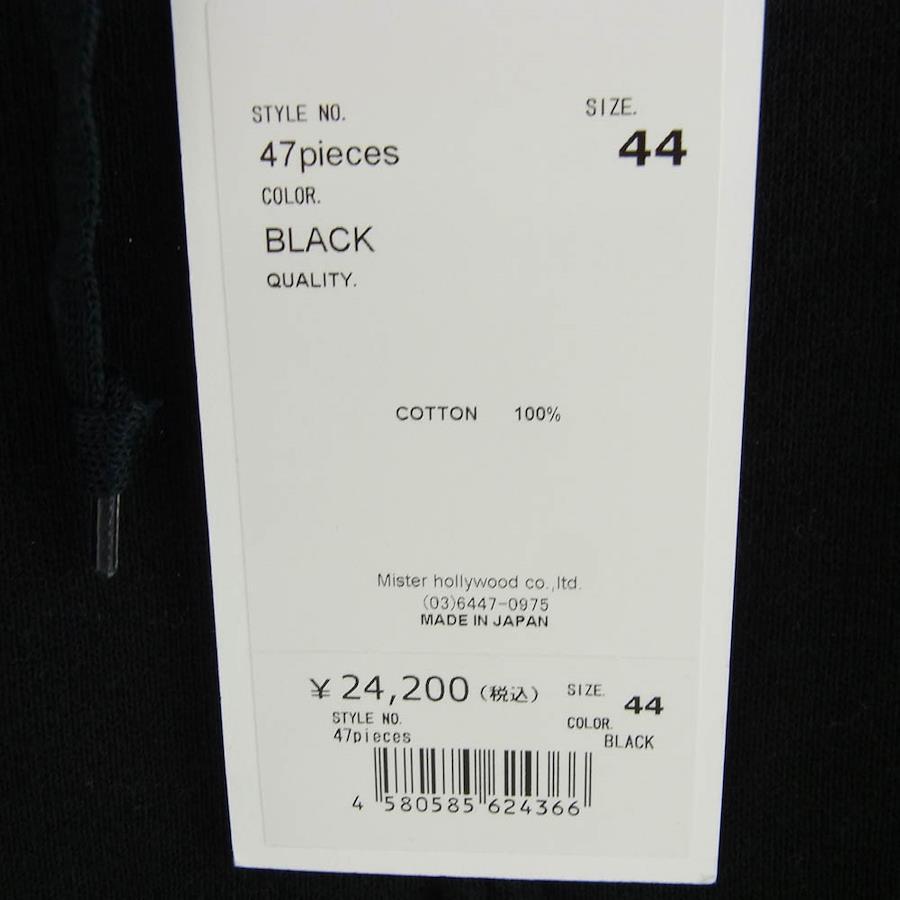 STYLE NO. SIZE.
47pieces 44
COLOR.
BLACK
QUALITY.
COTTON 100%
Mister hollywood co.,ltd.
(03)6447-0975
MADE IN JAPAN
¥ 24,200 (税込) SIZE. 44
STYLE NO. COLOR.
47pieces BLACK
4 580585 624366